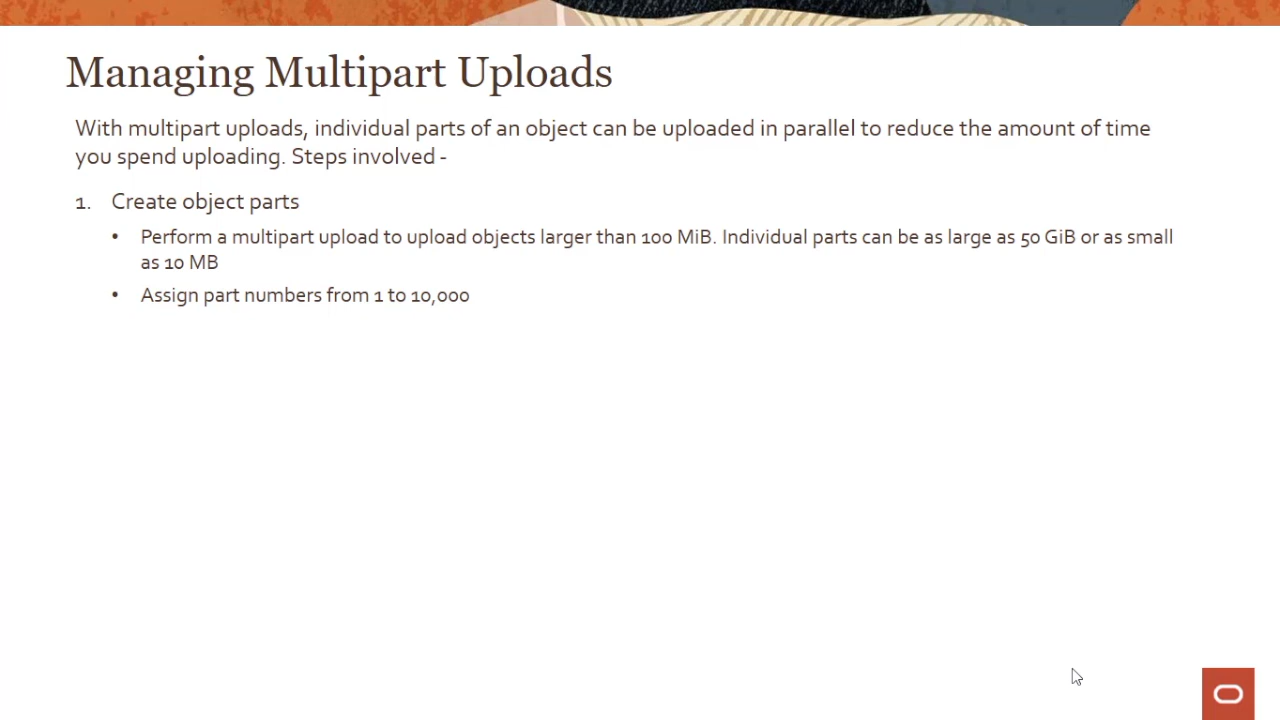 Managing Multipart Uploads
With multipart uploads, individual parts of an object can be uploaded in parallel to reduce the amount of time
you spend uploading. Steps involved -
1. Create object parts
• Perform a multipart upload to upload objects larger than 100 MiB. Individual parts can be as large as 50 GiB or as small
as 10 MB
• Assign part numbers from 1 to 10,000